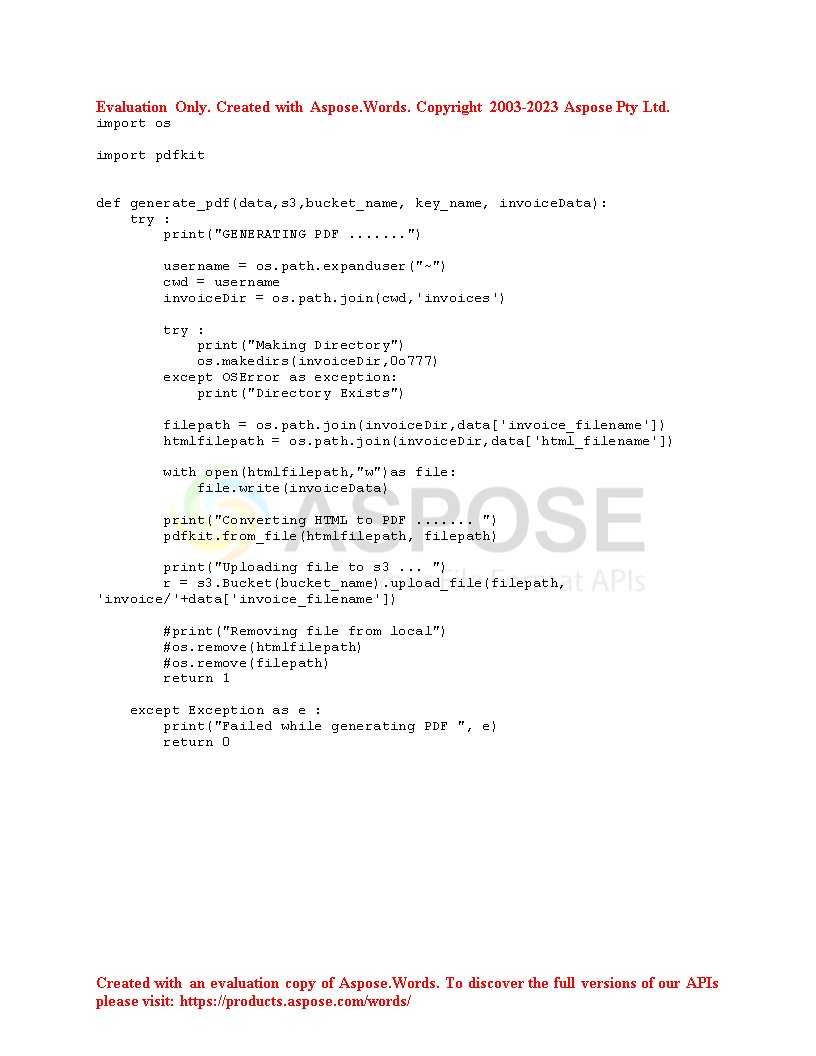 Evaluation Only. Created with Aspose.Words. Copyright 2003-2023 Aspose Pty Ltd.
import os
import pdfkit
def generate_pdf(data,s3,bucket_name, key_name, invoiceData):
    try :
        print("GENERATING PDF .......")
        username = os.path.expanduser("~")
        cwd = username
        invoiceDir = os.path.join(cwd,'invoices')
        try :
            print("Making Directory")
            os.makedirs(invoiceDir,0o777)
        except OSError as exception:
            print("Directory Exists")
        filepath = os.path.join(invoiceDir,data['invoice_filename'])
        htmlfilepath = os.path.join(invoiceDir,data['html_filename'])
        with open(htmlfilepath,"w")as file:
            file.write(invoiceData)
ASPOSE
        print("Converting HTML to PDF ....... ")
        pdfkit.from_file(htmlfilepath, filepath)
        print("Uploading file to s3 ... ")
        r = s3.Bucket(bucket_name).upload_file(filepath,
File Format APIs
'invoice/'+data['invoice_filename'])
        #print("Removing file from local")
        #os.remove(htmlfilepath)
        #os.remove(filepath)
        return 1
    except Exception as e :
        print("Failed while generating PDF ", e)
        return 0
Created with an evaluation copy of Aspose.Words. To discover the full versions of our APIs
please visit: https://products.aspose.com/words/